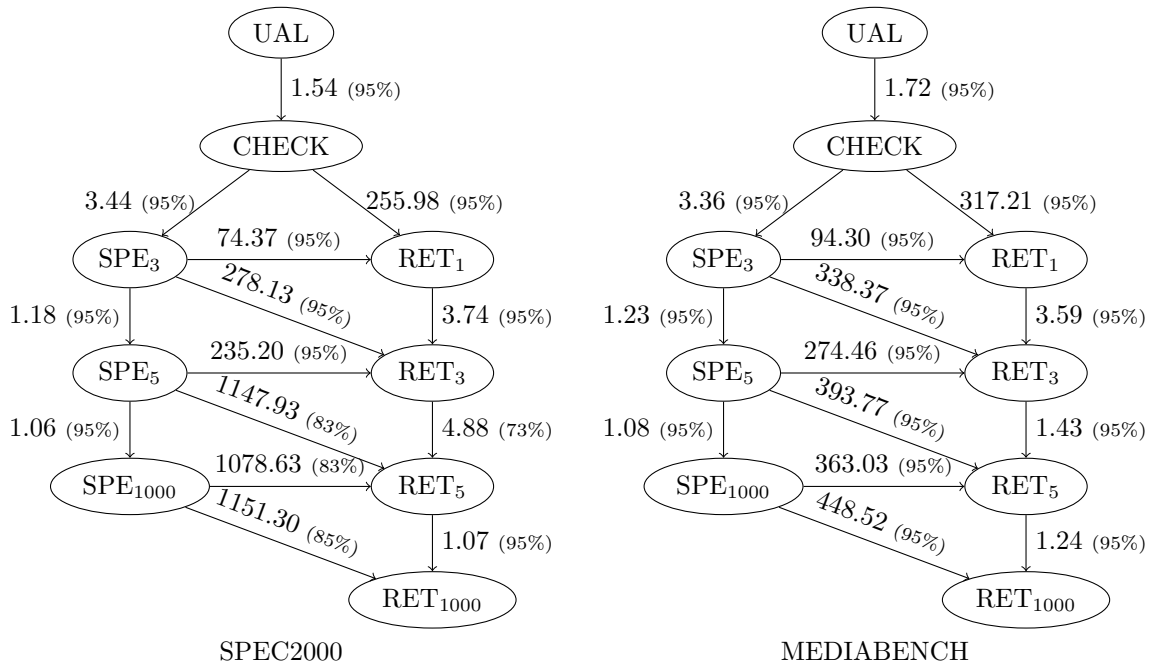 UAL
1.54 (95%)
CHECK
3.44 (95%)
255.98 (95%)
SPE3
74.37 (95%)
RET1
278.13 (95%)
1.18 (95%)
3.74 (95%)
SPE5
235.20 (95%)
RET3
1147.93 (83%)
1.06 (95%)
4.88 (73%)
SPE1000
1078.63 (83%)
RET5
1151.30 (85%)
1.07 (95%)
RET1000
SPEC2000
UAL
1.72 (95%)
CHECK
3.36 (95%)
317.21 (95%)
SPE3
94.30 (95%)
RET1
338.37 (95%)
1.23 (95%)
3.59 (95%)
SPE5
274.46 (95%)
RET3
393.77 (95%)
1.08 (95%)
1.43 (95%)
SPE1000
363.03 (95%)
RET5
448.52 (95%)
1.24 (95%)
RET1000
MEDIABENCH